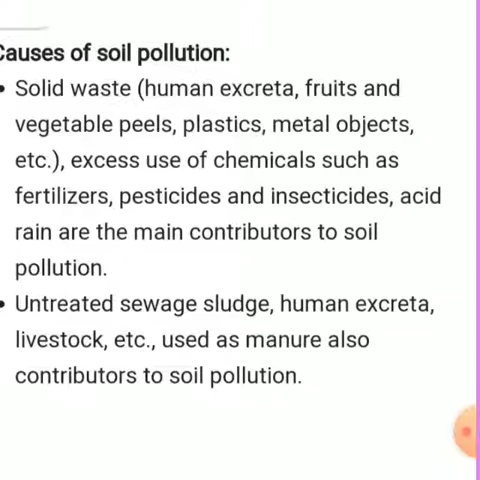 Causes of soil pollution:
• Solid waste (human excreta, fruits and
vegetable peels, plastics, metal objects,
etc.), excess use of chemicals such as
fertilizers, pesticides and insecticides, acid
rain are the main contributors to soil
pollution.
• Untreated sewage sludge, human excreta,
livestock, etc., used as manure also
contributors to soil pollution.